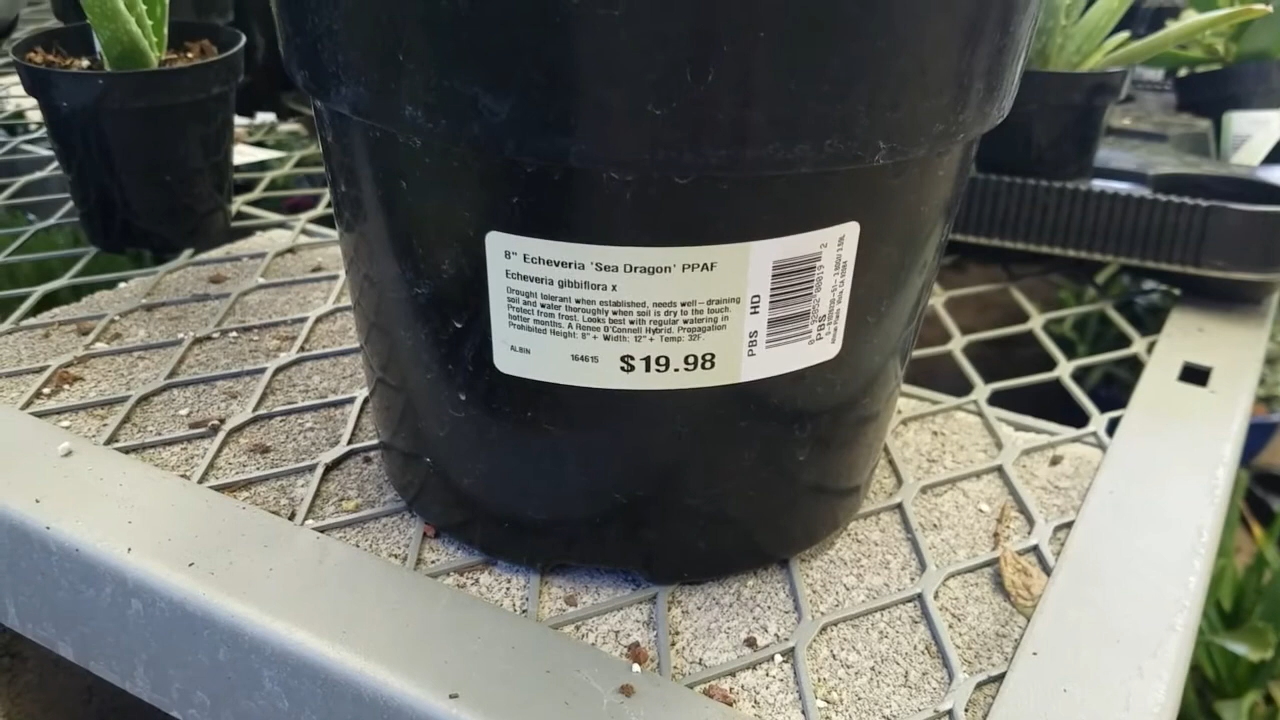 8" Echeveria 'Sea Dragon' PPAF
Echeveria gibbiflora x
Drought tolerant when established, needs well-draining
soil and water thoroughly when soil is dry to the touch.
Protect from frost. Looks best with regular watering in
hotter months. A Renee O'Connell Hybrid. Propagation
Prohibited Height: 8"+ Width: 12"+ Temp: 32F.
ALBIN 164615 $19.98
PBS HD
PBS